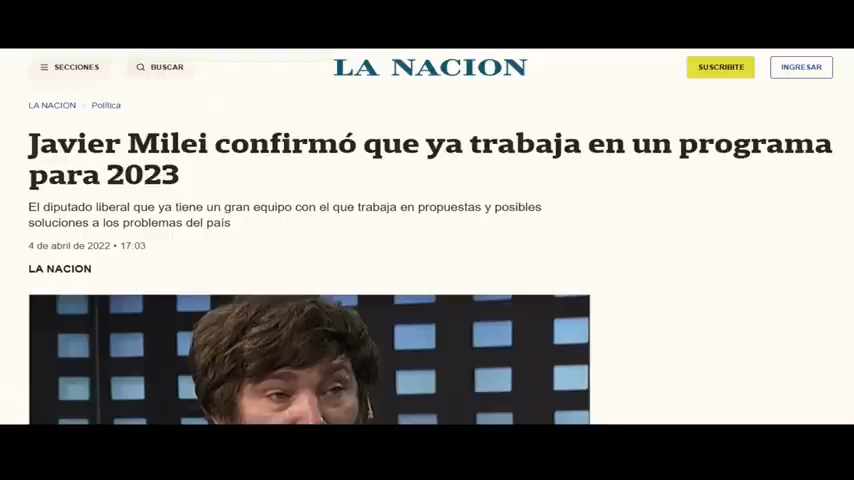 SECCIONES
BUSCAR
LA NACION
SUSCRIBITE
INGRESAR
LA NACION > Política
Javier Milei confirmó que ya trabaja en un programa
para 2023
El diputado liberal que ya tiene un gran equipo con el que trabaja en propuestas y posibles
soluciones a los problemas del país
4 de abril de 2022 • 17:03
LA NACION